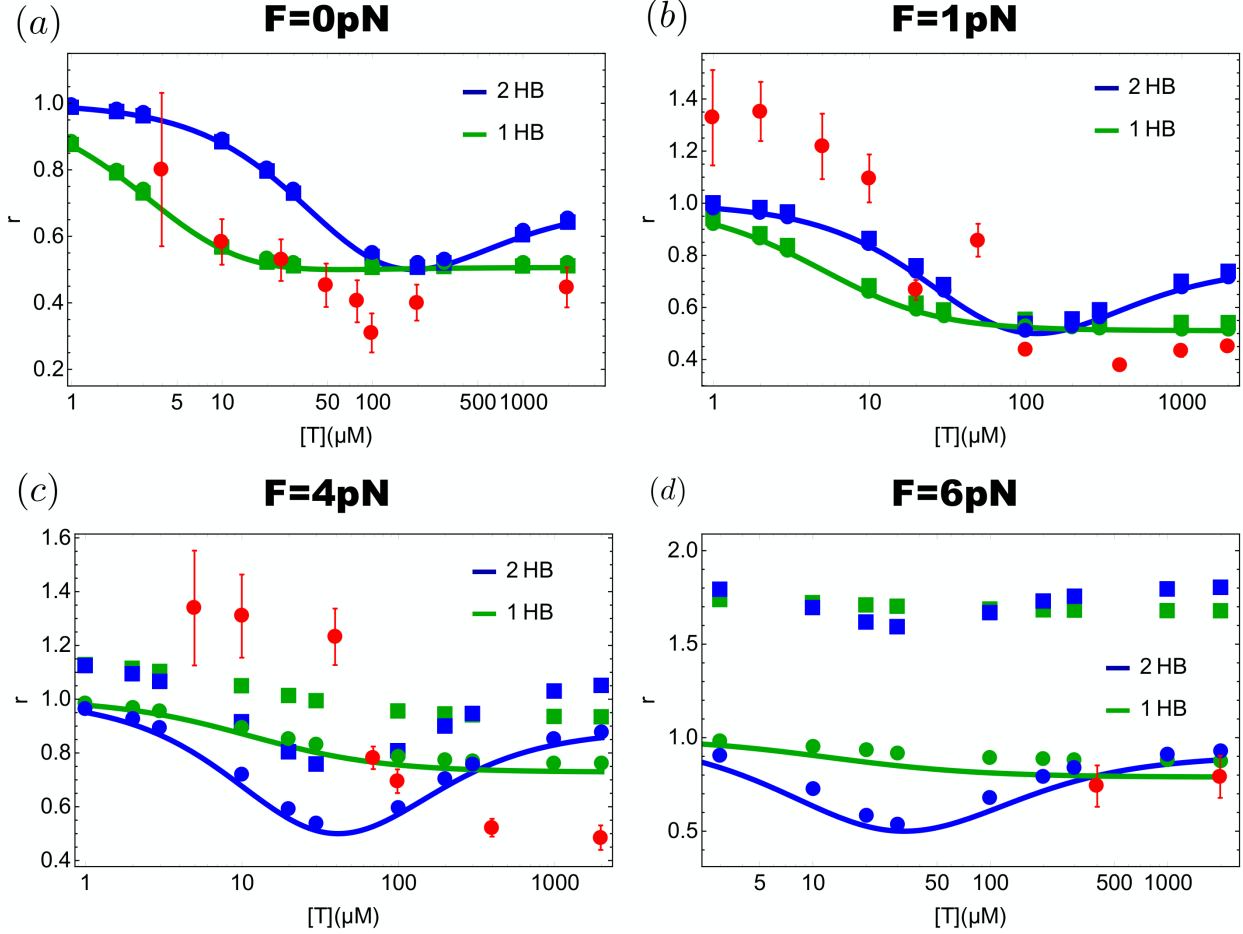 (a)
F=0pN
2 HB
1 HB
r
1.0
0.8
0.6
0.4
0.2
1 5 10 50 100 500 1000
[T](µM)
(b)
F=1pN
2 HB
1 HB
r
1.4
1.2
1.0
0.8
0.6
0.4
1 10 100 1000
[T](µM)
(c)
F=4pN
2 HB
1 HB
r
1.6
1.4
1.2
1.0
0.8
0.6
0.4
1 10 100 1000
[T](µM)
(d)
F=6pN
2 HB
1 HB
r
2.0
1.5
1.0
0.5
5 10 50 100 500 1000
[T](µM)